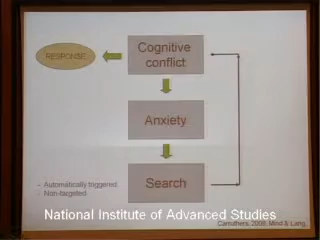 RESPONSE
Cognitive
conflict
Anxiety
Search
- Automatically triggered
- Non-targeted
National Institute of Advanced Studies
Carruthers, 2008, Mind & Lang.